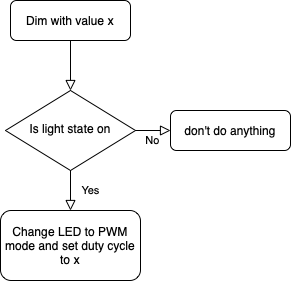 Dim with value x
Is light state on
don't do anything
No
Yes
Change LED to PWM
mode and set duty cycle
to x